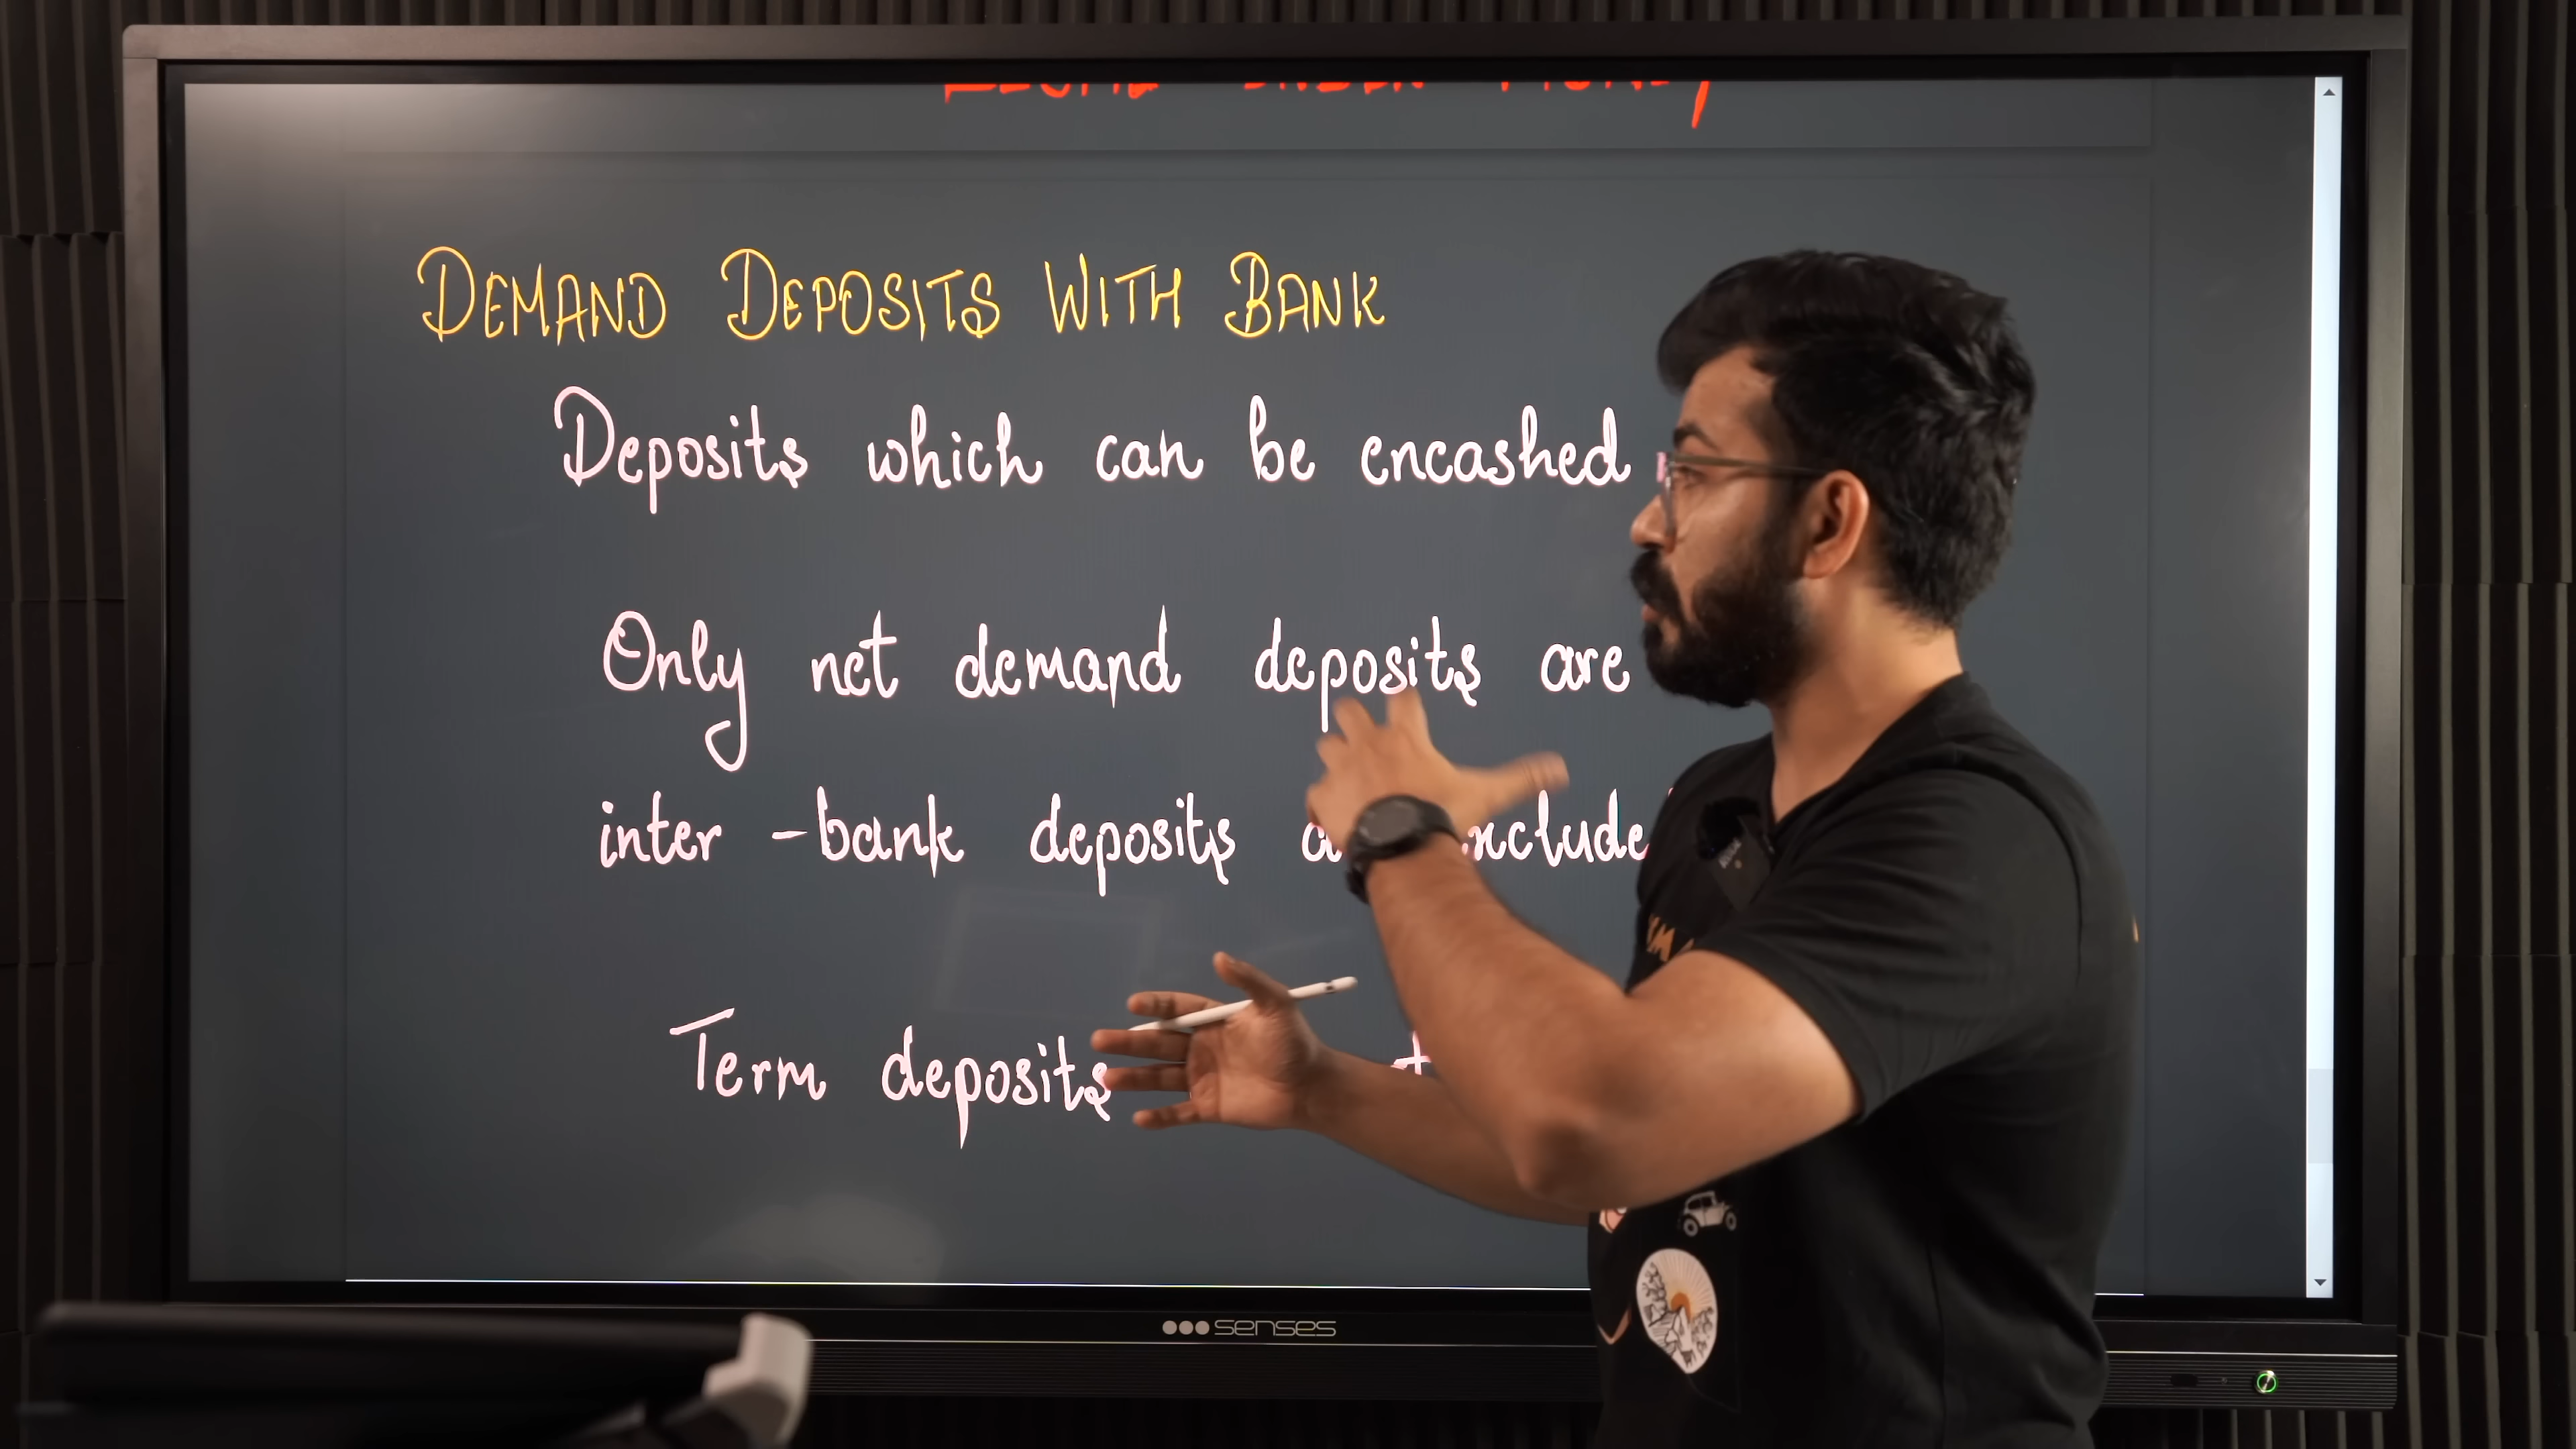 DEMAND DEPOSITS WITH BANK
Deposits which can be encashed
Only net demand deposits are
inter-bank deposits
Term deposits
senses